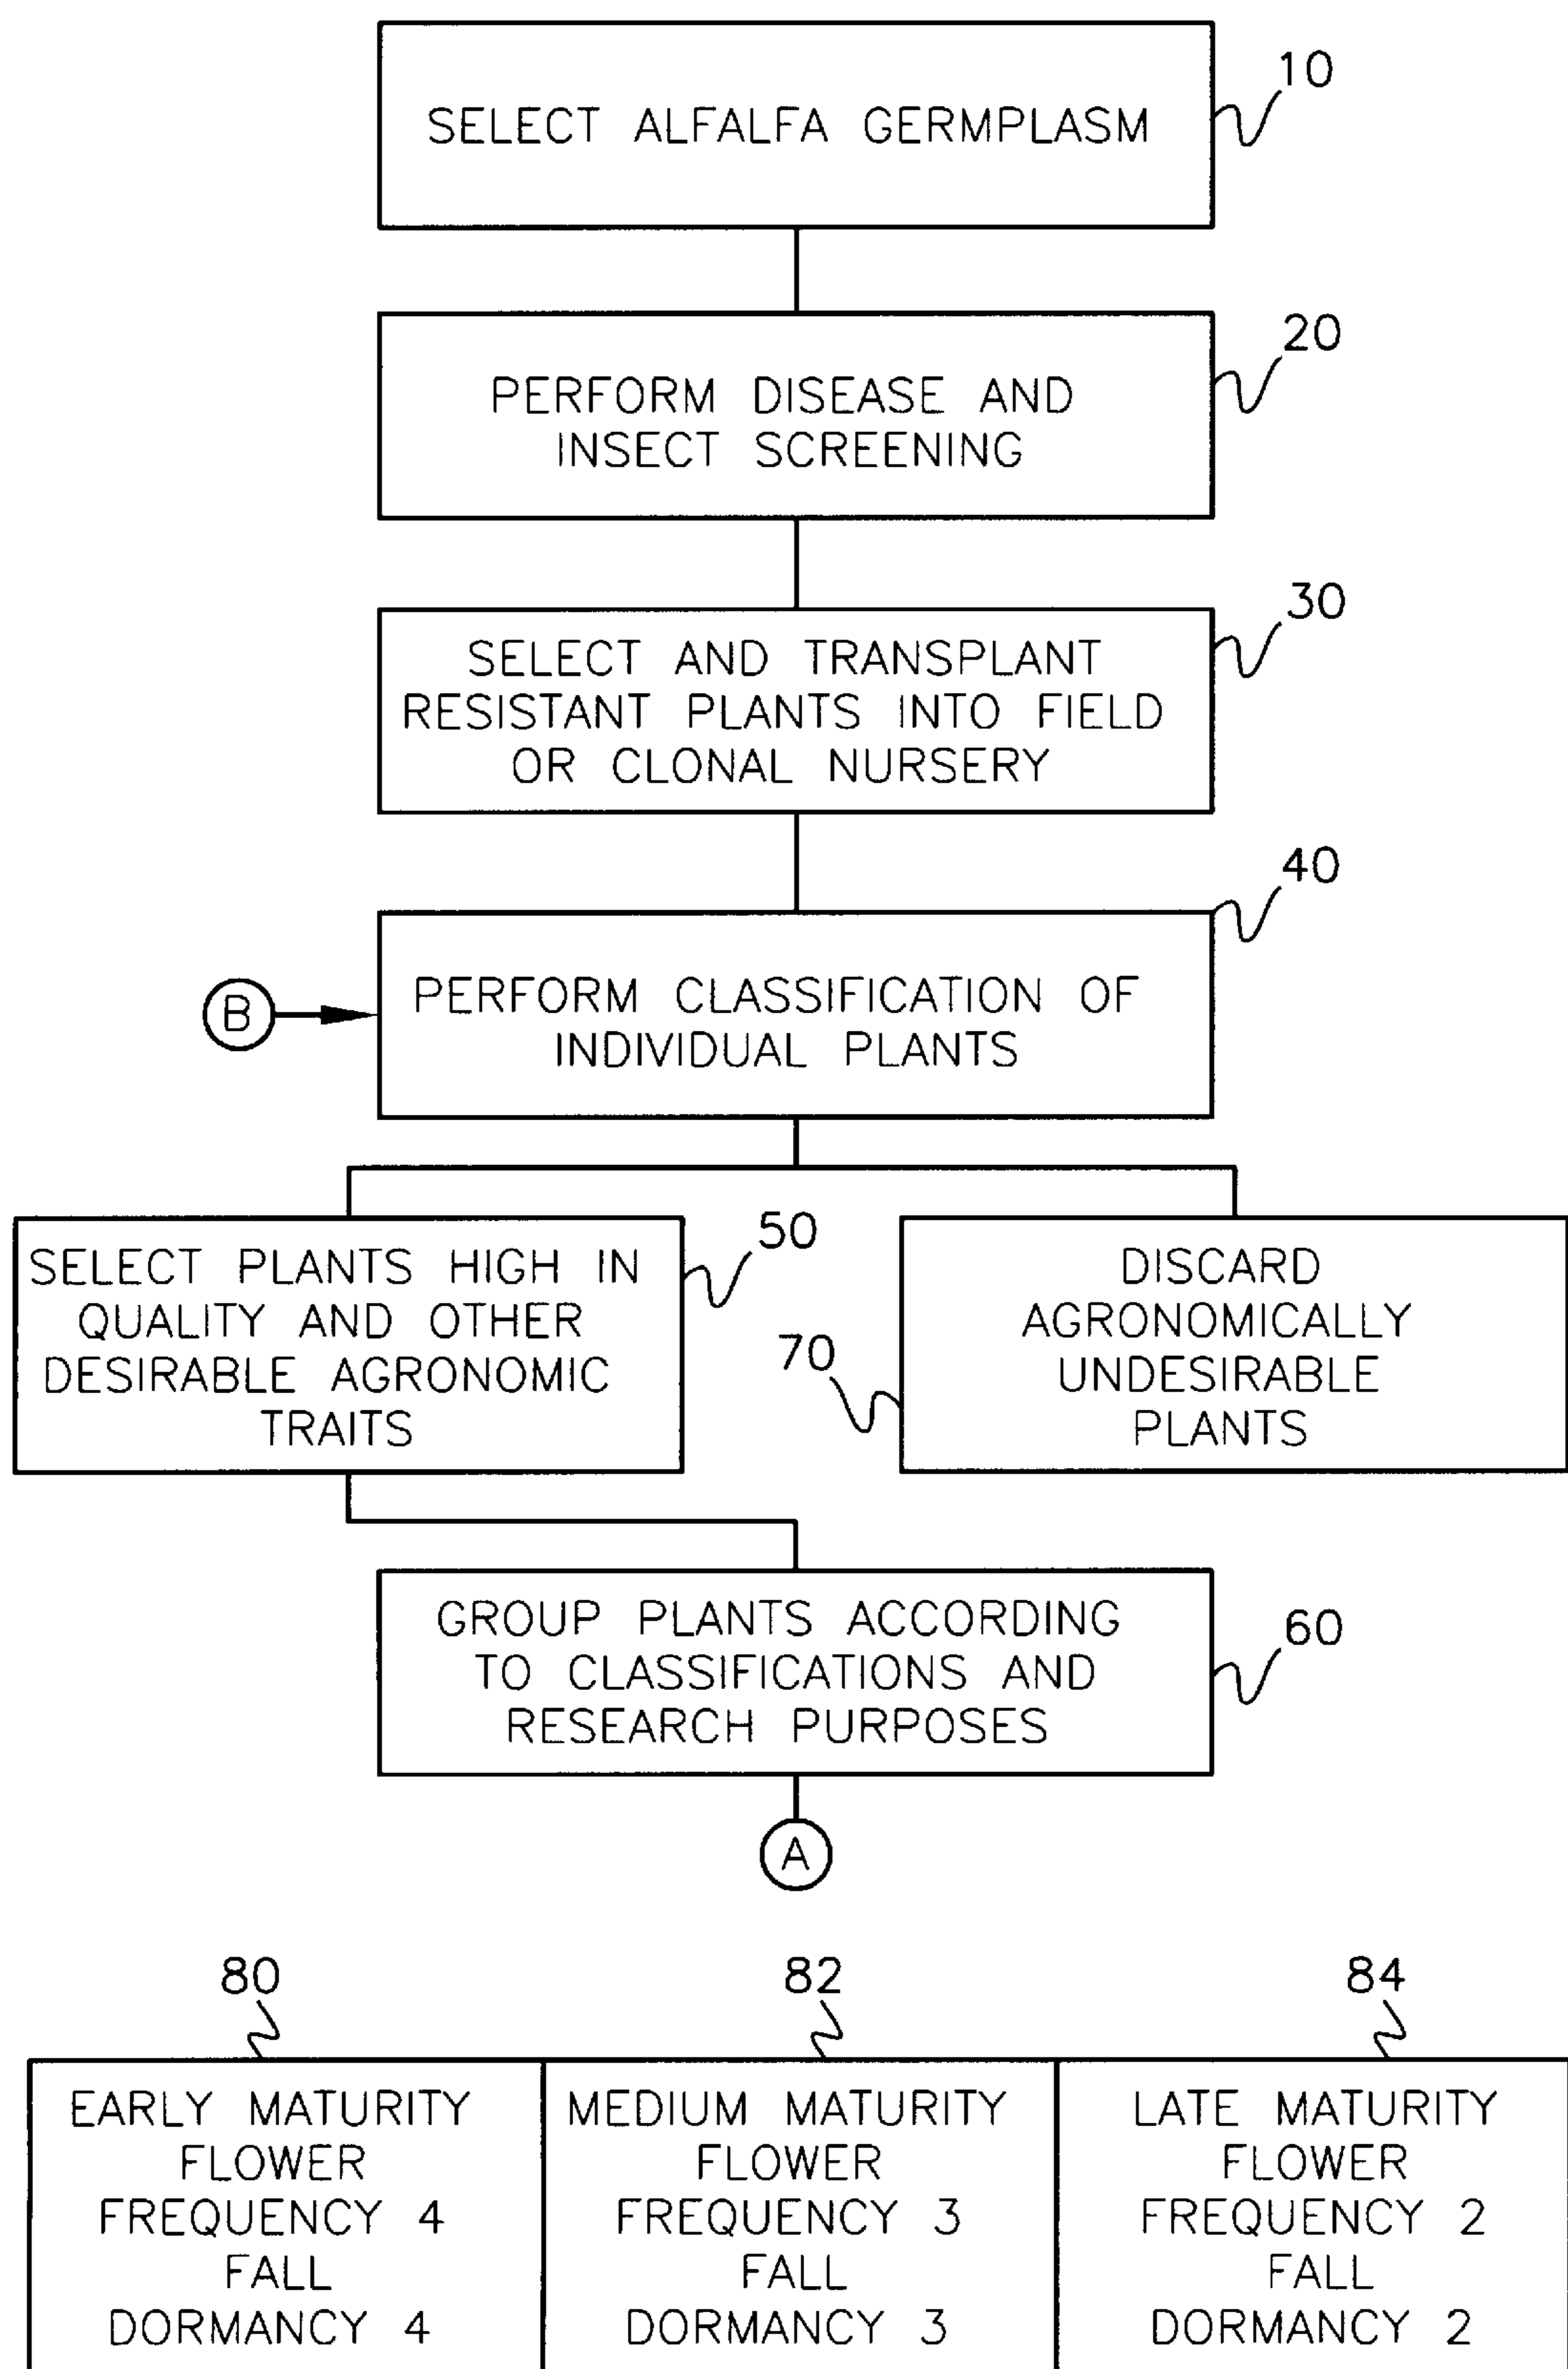 SELECT ALFALFA GERMPLASM
10
PERFORM DISEASE AND
INSECT SCREENING
20
SELECT AND TRANSPLANT
RESISTANT PLANTS INTO FIELD
OR CLONAL NURSERY
30
PERFORM CLASSIFICATION OF
INDIVIDUAL PLANTS
40
B
SELECT PLANTS HIGH IN
QUALITY AND OTHER
DESIRABLE AGRONOMIC
TRAITS
50
DISCARD
AGRONOMICALLY
UNDESIRABLE
PLANTS
70
GROUP PLANTS ACCORDING
TO CLASSIFICATIONS AND
RESEARCH PURPOSES
60
A
80
EARLY MATURITY
FLOWER
FREQUENCY 4
FALL
DORMANCY 4
82
MEDIUM MATURITY
FLOWER
FREQUENCY 3
FALL
DORMANCY 3
84
LATE MATURITY
FLOWER
FREQUENCY 2
FALL
DORMANCY 2